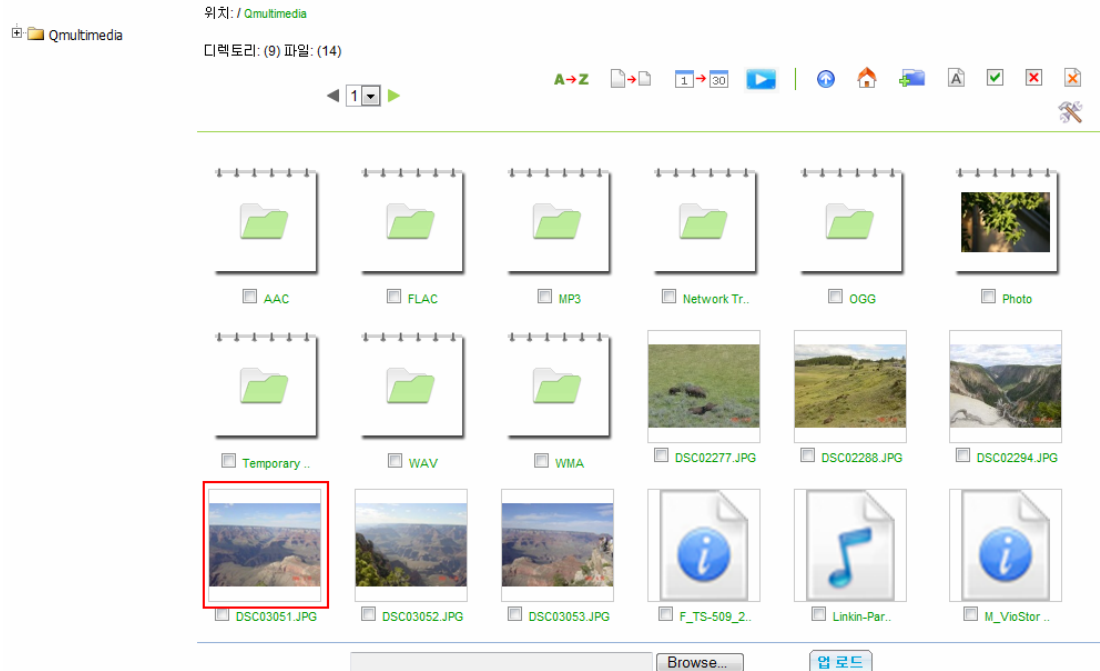 위치: / Qmultimedia
Qmultimedia
디렉토리: (9) 파일: (14)
A→Z 1→30 A
1
AAC FLAC MP3 Network Tr.. OGG Photo
Temporary .. WAV WMA DSC02277.JPG DSC02288.JPG DSC02294.JPG
DSC03051.JPG DSC03052.JPG DSC03053.JPG F_TS-509_2.. Linkin-Par.. M_VioStor ..
Browse... 업로드